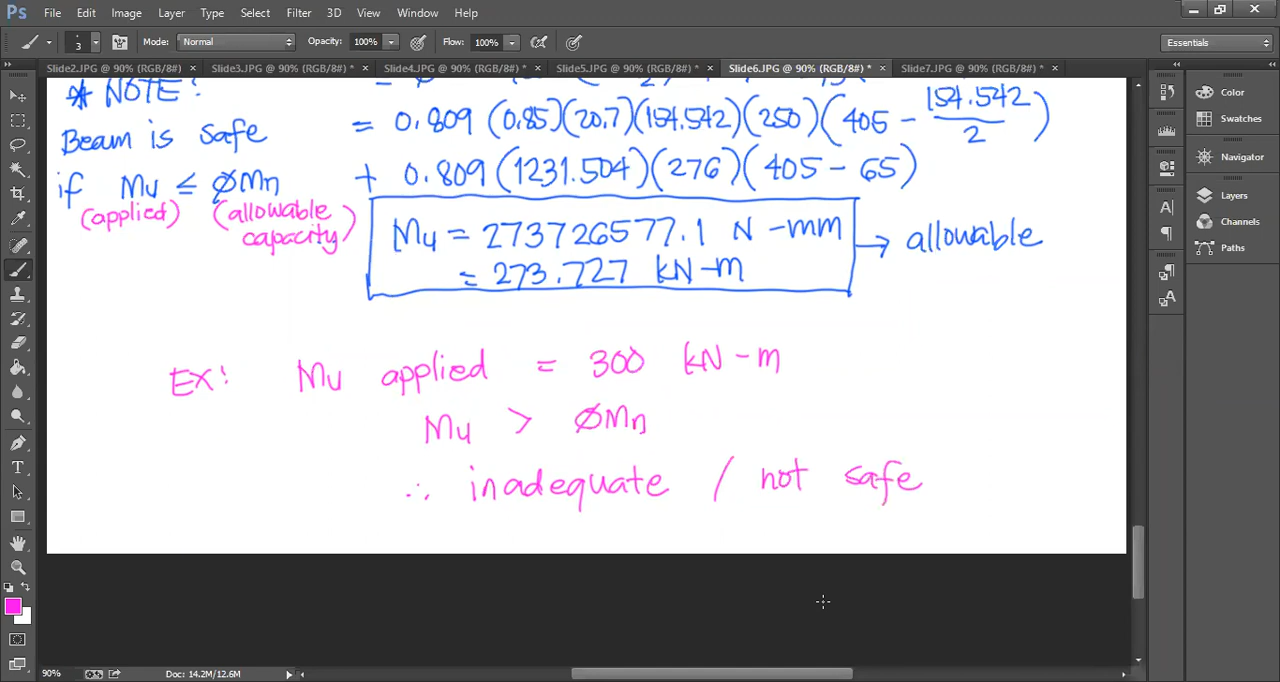 Ps File Edit Image Layer Type Select Filter 3D View Window Help
3 Mode: Normal Opacity: 100% Flow: 100% Essentials
Slide2.JPG @ 90% (RGB/8#) × Slide3.JPG @ 90% (RGB/8#) * × Slide4.JPG @ 90% (RGB/8#) * × Slide5.JPG @ 90% (RGB/8#) * × Slide6.JPG @ 90% (RGB/8#) * × Slide7.JPG @ 90% (RGB/8#) * ×
* NOTE:
Beam is safe
if Mu ≤ ØMn
(applied) (allowable capacity)
= 0.809 (0.85)(20.7)(154.542)(250)(405 - 154.542/2)
+ 0.809 (1231.504)(276)(405 - 65)
Mu = 273726577.1 N-mm → allowable
= 273.727 kN-m
EX: Mu applied = 300 kN-m
Mu > ØMn
∴ inadequate / not safe
Color
Swatches
Navigator
Layers
Channels
Paths
90% Doc: 14.2M/12.6M